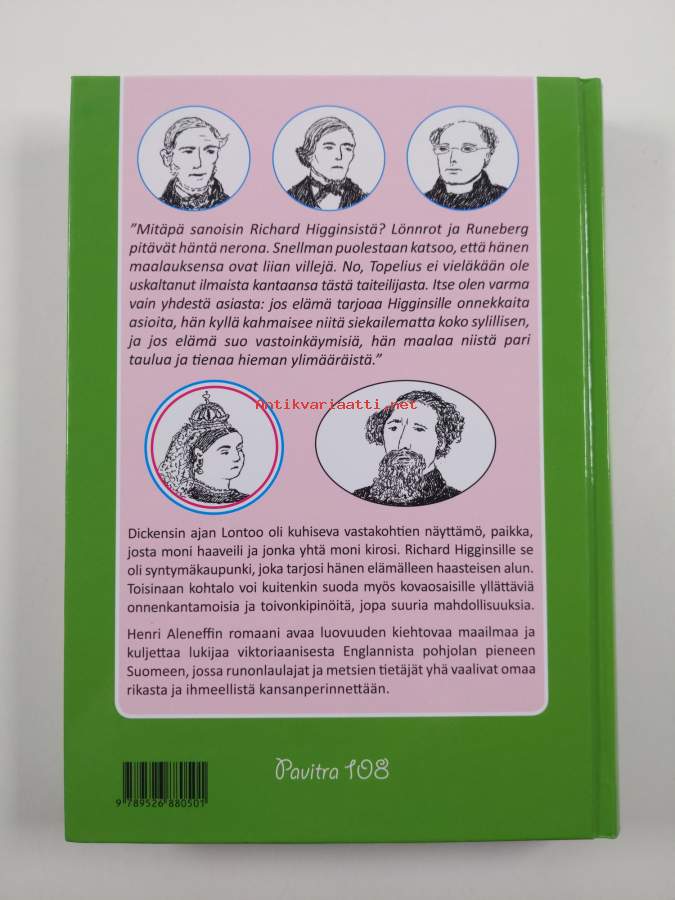 ”Mitäpä sanoisin Richard Higginsistä? Lönnrot ja Runeberg
pitävät häntä nerona. Snellman puolestaan katsoo, että hänen
maalauksensa ovat liian villejä. No, Topelius ei vieläkään ole
uskaltanut ilmaista kantaansa tästä taiteilijasta. Itse olen varma
vain yhdestä asiasta: jos elämä tarjoaa Higginsille onnekkaita
asioita, hän kyllä kahmaisee niitä siekailematta koko sylillisen,
ja jos elämä suo vastoinkäymisiä, hän maalaa niistä pari
taulua ja tienaa hieman ylimääräistä.”
Antikvariaatti.net
Dickensin ajan Lontoo oli kuhiseva vastakohtien näyttämö, paikka,
josta moni haaveili ja jonka yhtä moni kirosi. Richard Higginsille se
oli syntymäkaupunki, joka tarjosi hänen elämälleen haasteisen alun.
Toisinaan kohtalo voi kuitenkin suoda myös kovaosaisille yllättäviä
onnenkantamoisia ja toivonkipinöitä, jopa suuria mahdollisuuksia.
Henri Aleneffin romaani avaa luovuuden kiehtovaa maailmaa ja
kuljettaa lukijaa viktoriaanisesta Englannista pohjolan pieneen
Suomeen, jossa runonlaulajat ja metsien tietäjät yhä vaalivat omaa
rikasta ja ihmeellistä kansanperinnettään.
Pavitra 108
9 789526 880501